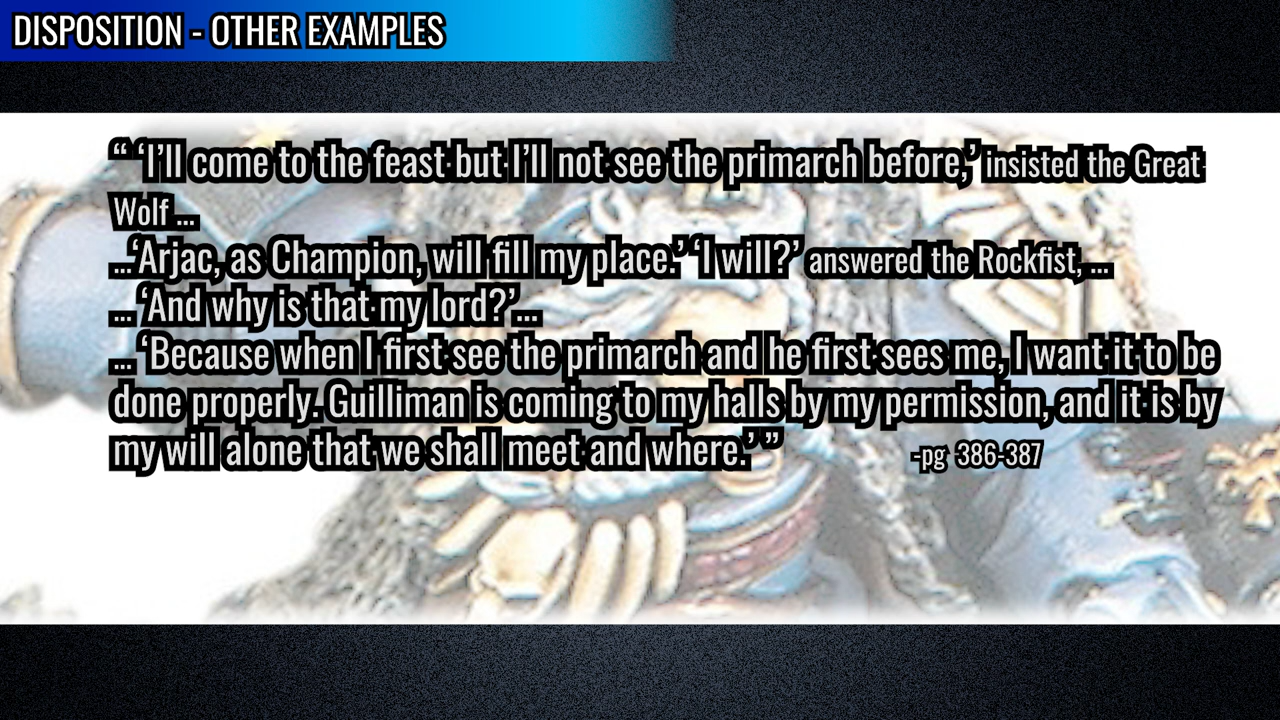 DISPOSITION - OTHER EXAMPLES
“ ‘I’ll come to the feast but I’ll not see the primarch before,’ insisted the Great
Wolf ...
...‘Arjac, as Champion, will fill my place.’ ‘I will?’ answered the Rockfist, ...
... ‘And why is that my lord?’...
... ‘Because when I first see the primarch and he first sees me, I want it to be
done properly. Guilliman is coming to my halls by my permission, and it is by
my will alone that we shall meet and where.’ ” -pg 386-387